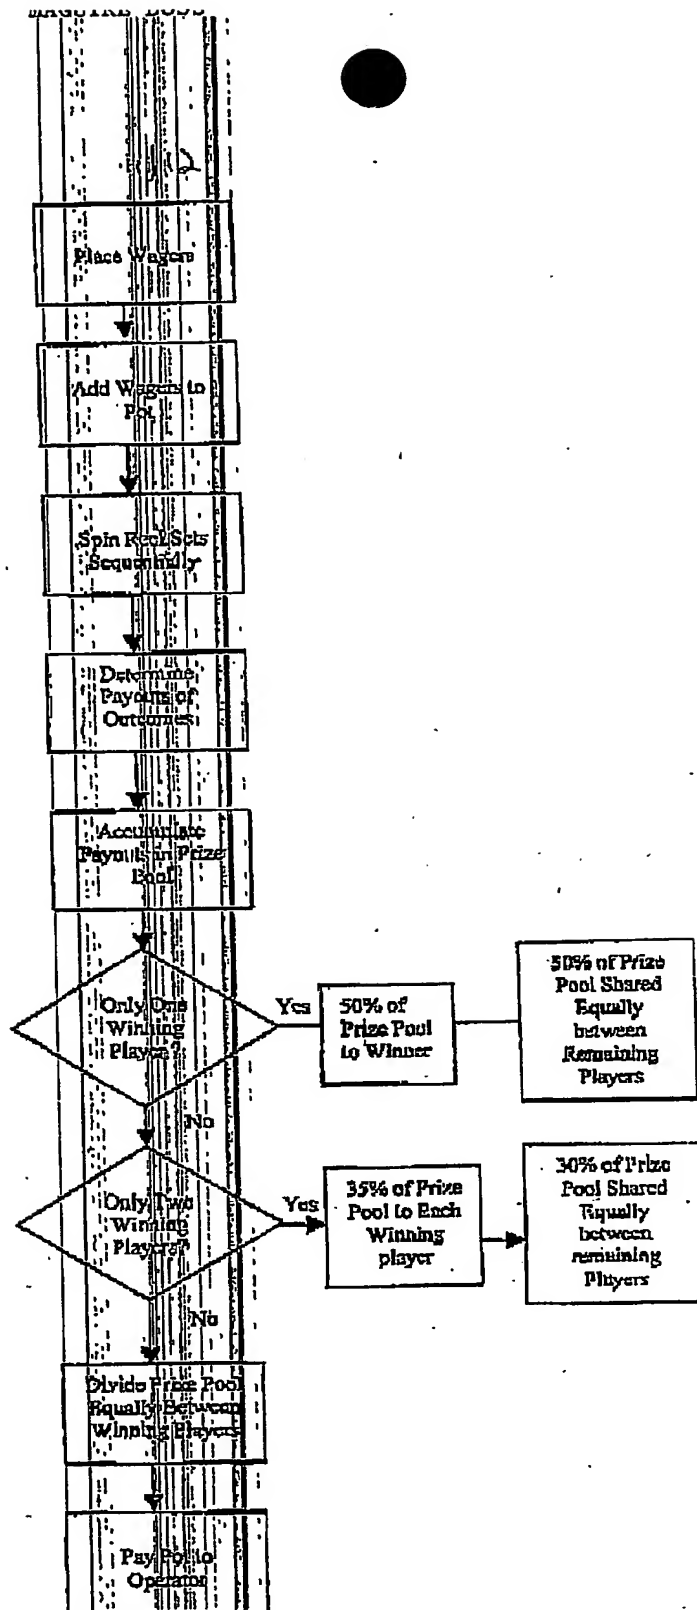 Place Wagers
Add Wagers to
Pot
Spin Reel Sets
Sequentially
Determine
Payouts of
Outcomes
Accumulate
Payouts in Prize
Pool
Only One
Winning
Player?
Yes
50% of
Prize Pool
to Winner
50% of Prize
Pool Shared
Equally
between
Remaining
Players
No
Only Two
Winning
Players?
Yes
35% of Prize
Pool to Each
Winning
player
30% of Prize
Pool Shared
Equally
between
remaining
Players
No
Divide Prize Pool
Equally Between
Winning Players
Pay Pot to
Operator